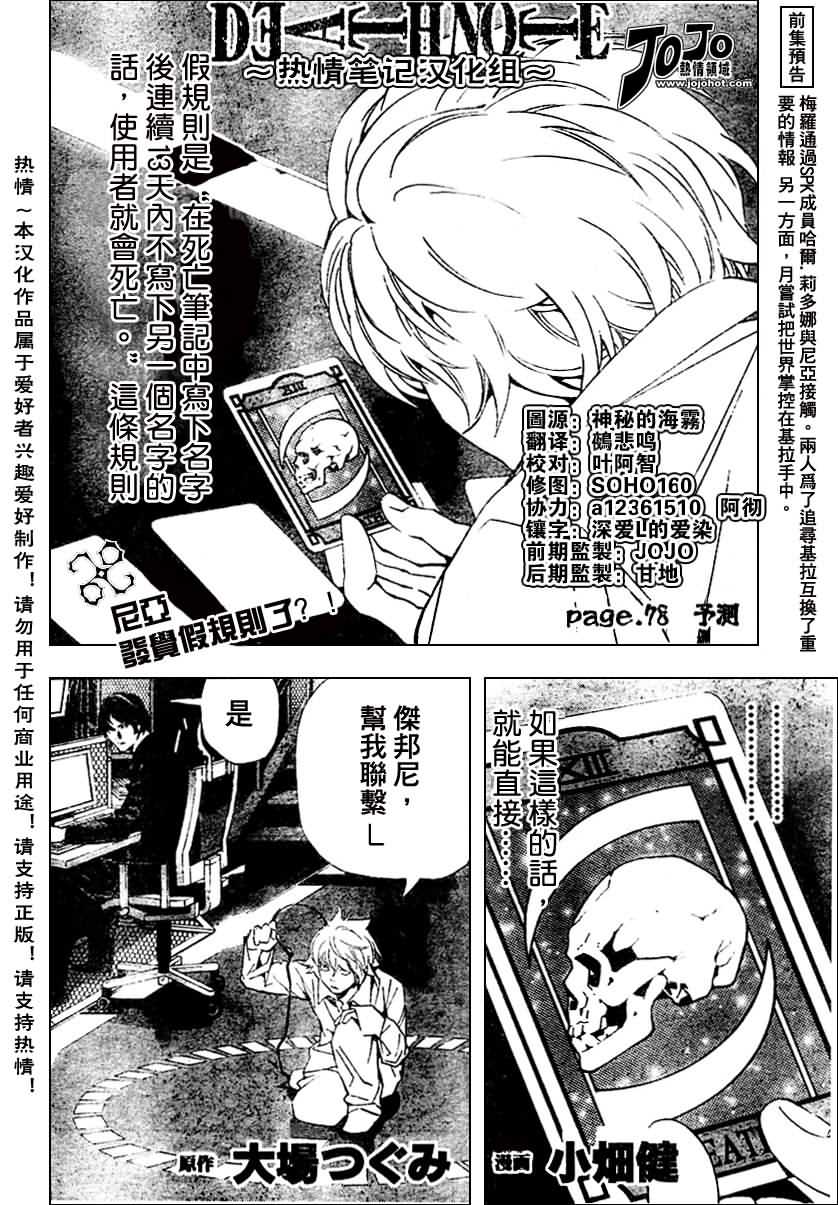 前集預告
梅羅通過SPK成員哈爾.莉多娜與尼亞接觸。兩人爲了追尋基拉互換了重
要的情報 另一方面，月嘗試把世界掌控在基拉手中。
DEATH NOTE
～热情笔记汉化组～
JOJO
熱情領域
www.jojohot.com
假規則是“在死亡筆記中寫下名字
後連續13天內不寫下另一個名字的
話，使用者就會死亡。”這條規則
XIII
圖源：神秘的海霧
翻译：鵺悲鸣
校对：叶阿智
修图：SOHO160
协力：a12361510 阿彻
镶字：深爱L的爱染
前期監製：JOJO
后期監製：甘地
page.78 予測
尼亞
發覺假規則了？！
…………
如果這樣的話，
就能直接……
XIII
漫画 小畑健
傑邦尼，
幫我聯繫L
是
原作 大場つぐみ
热情～本汉化作品属于爱好者兴趣爱好制作！请勿用于任何商业用途！请支持正版！请支持热情！